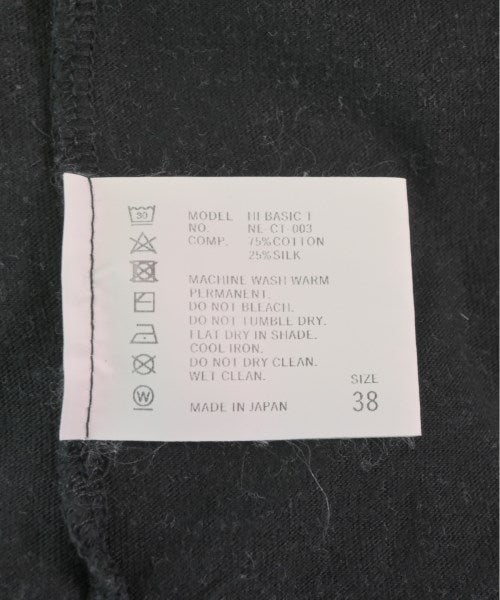 30
MODEL HI BASIC T
NO. NE-CT-003
COMP. 75%COTTON
25%SILK
MACHINE WASH WARM
PERMANENT.
DO NOT BLEACH.
DO NOT TUMBLE DRY.
FLAT DRY IN SHADE.
COOL IRON.
DO NOT DRY CLEAN.
WET CLEAN.
W
MADE IN JAPAN
SIZE
38